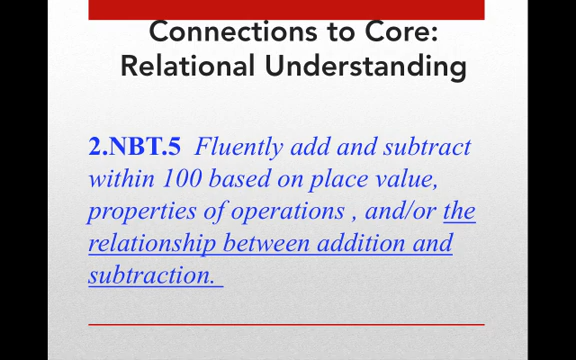 Connections to Core:
Relational Understanding
2.NBT.5 Fluently add and subtract
within 100 based on place value,
properties of operations , and/or the
relationship between addition and
subtraction.